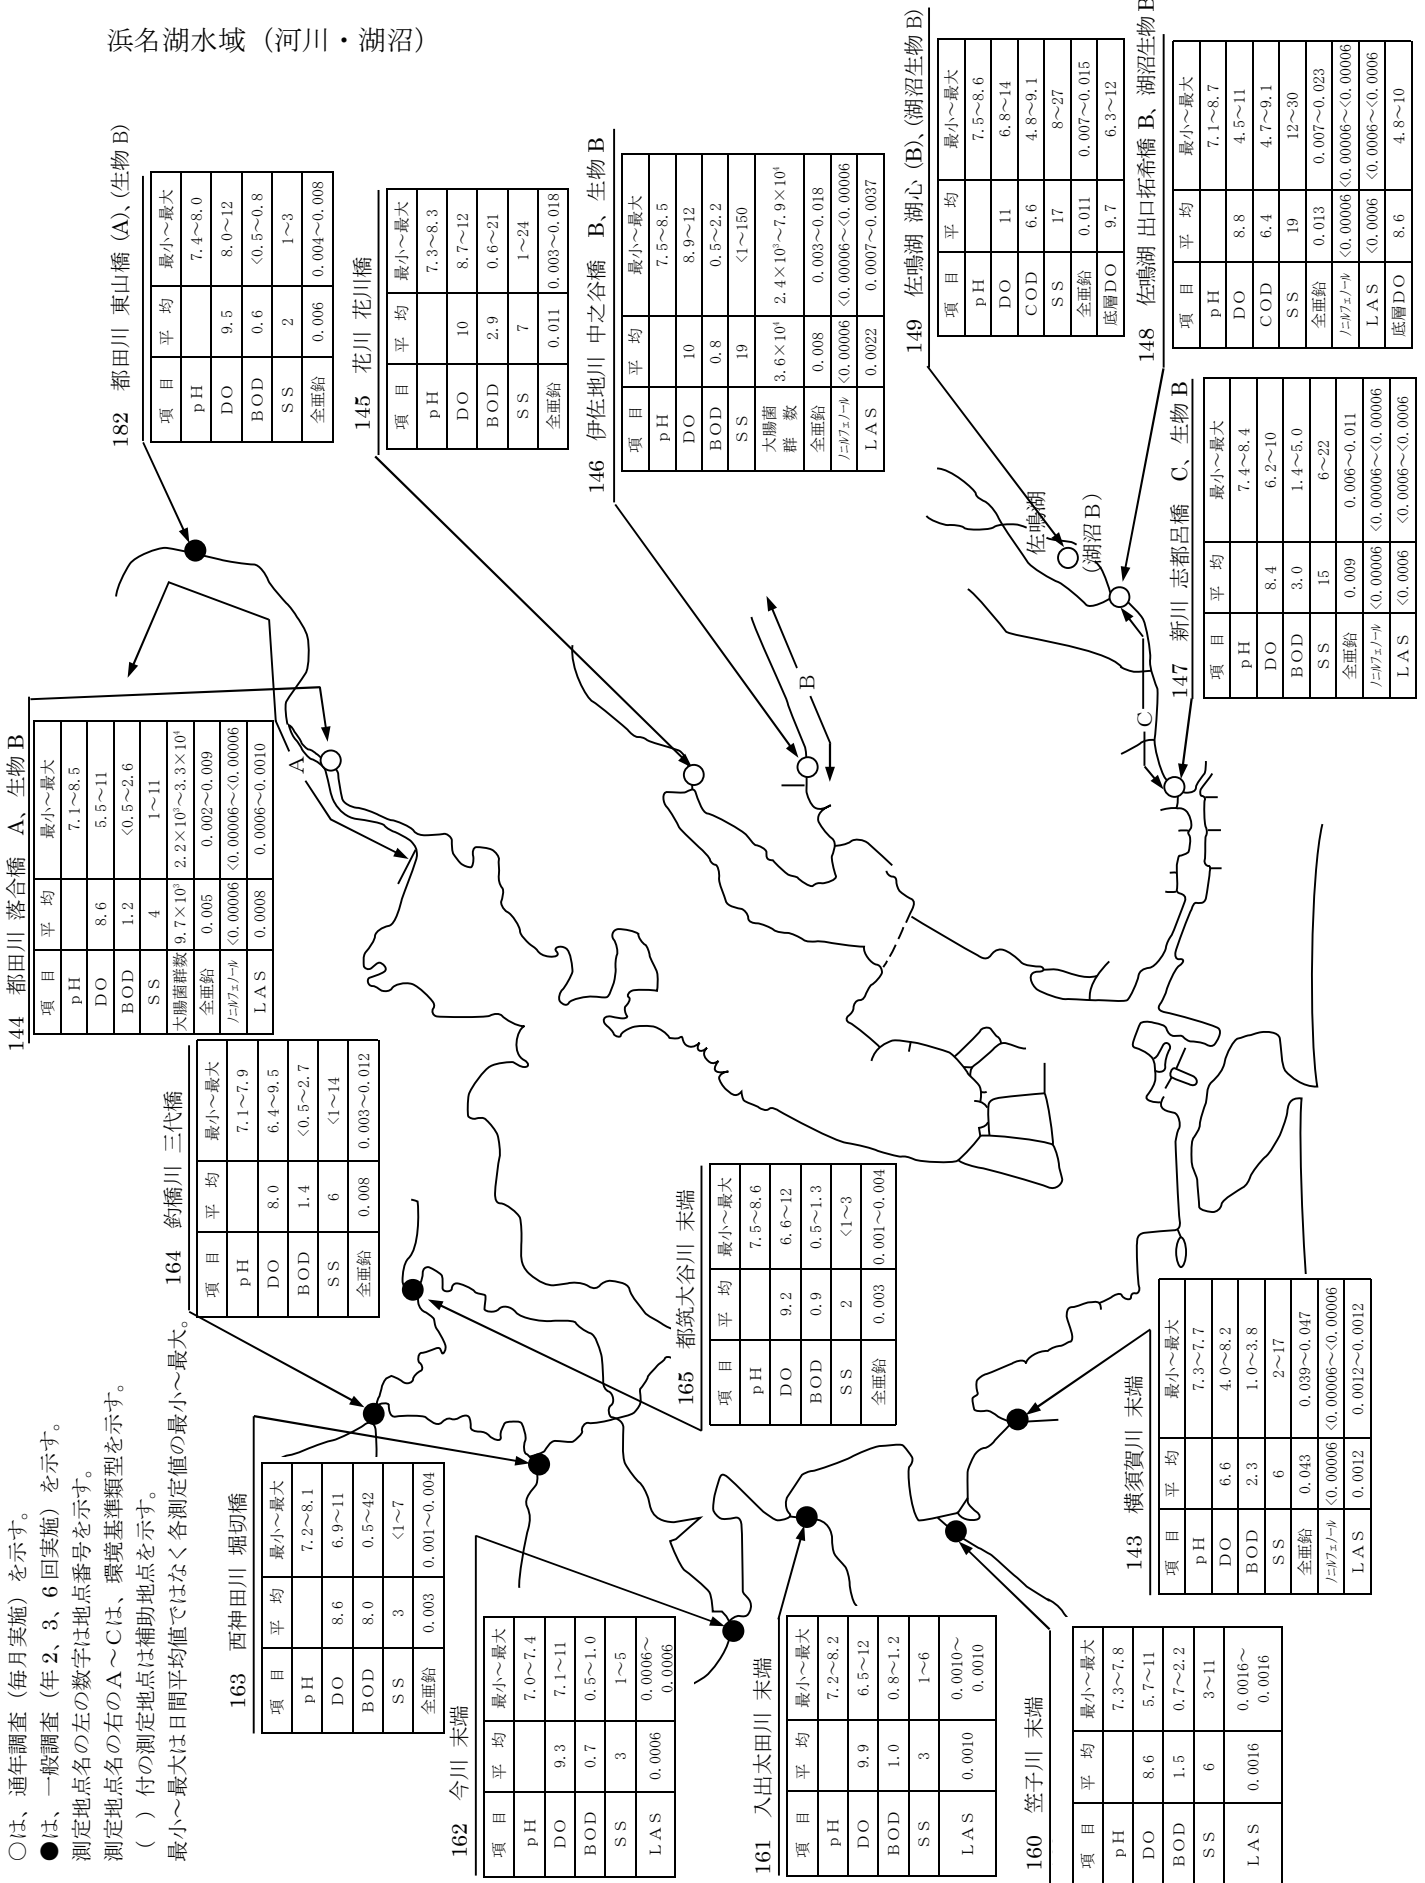 浜名湖水域（河川・湖沼）
○は、通年調査（毎月実施）を示す。
●は、一般調査（年２、３、６回実施）を示す。
測定地点名の左の数字は地点番号を示す。
測定地点名の右のＡ～Ｃは、環境基準類型を示す。
（　）付の測定地点は補助地点を示す。
最小～最大は日間平均値ではなく各測定値の最小～最大。
144 都田川 落合橋 A、生物 B
項 目 平 均 最小～最大
pH 7.1～8.5
DO 8.6 5.5～11
BOD 1.2 <0.5～2.6
SS 4 1～11
大腸菌群数 9.7×10³ 2.2×10³～3.3×10⁴
全亜鉛 0.005 0.002～0.009
ﾉﾆﾙﾌｪﾉｰﾙ <0.00006 <0.00006～<0.00006
LAS 0.0008 0.0006～0.0010
182 都田川 東山橋 (A)、(生物 B)
項 目 平 均 最小～最大
pH 7.4～8.0
DO 9.5 8.0～12
BOD 0.6 <0.5～0.8
SS 2 1～3
全亜鉛 0.006 0.004～0.008
145 花川 花川橋
項 目 平 均 最小～最大
pH 7.3～8.3
DO 10 8.7～12
BOD 2.9 0.6～21
SS 7 1～24
全亜鉛 0.011 0.003～0.018
146 伊佐地川 中之谷橋 B、生物 B
項 目 平 均 最小～最大
pH 7.5～8.5
DO 10 8.9～12
BOD 0.8 0.5～2.2
SS 19 <1～150
大腸菌
群 数 3.6×10⁴ 2.4×10³～7.9×10⁴
全亜鉛 0.008 0.003～0.018
ﾉﾆﾙﾌｪﾉｰﾙ <0.00006 <0.00006～<0.00006
LAS 0.0022 0.0007～0.0037
149 佐鳴湖 湖心 (B)、(湖沼生物 B)
項 目 平 均 最小～最大
pH 7.5～8.6
DO 11 6.8～14
COD 6.6 4.8～9.1
SS 17 8～27
全亜鉛 0.011 0.007～0.015
底層DO 9.7 6.3～12
148 佐鳴湖 出口拓希橋 B、湖沼生物 B
項 目 平 均 最小～最大
pH 7.1～8.7
DO 8.8 4.5～11
COD 6.4 4.7～9.1
SS 19 12～30
全亜鉛 0.013 0.007～0.023
ﾉﾆﾙﾌｪﾉｰﾙ <0.00006 <0.00006～<0.00006
LAS <0.0006 <0.0006～<0.0006
底層DO 8.6 4.8～10
147 新川 志都呂橋 C、生物 B
項 目 平 均 最小～最大
pH 7.4～8.4
DO 8.4 6.2～10
BOD 3.0 1.4～5.0
SS 15 6～22
全亜鉛 0.009 0.006～0.011
ﾉﾆﾙﾌｪﾉｰﾙ <0.00006 <0.00006～<0.00006
LAS <0.0006 <0.0006～<0.0006
佐鳴湖
（湖沼B）
A
B
C
164 釣橋川 三代橋
項 目 平 均 最小～最大
pH 7.1～7.9
DO 8.0 6.4～9.5
BOD 1.4 <0.5～2.7
SS 6 <1～14
全亜鉛 0.008 0.003～0.012
165 都筑大谷川 末端
項 目 平 均 最小～最大
pH 7.5～8.6
DO 9.2 6.6～12
BOD 0.9 0.5～1.3
SS 2 <1～3
全亜鉛 0.003 0.001～0.004
143 横須賀川 末端
項 目 平 均 最小～最大
pH 7.3～7.7
DO 6.6 4.0～8.2
BOD 2.3 1.0～3.8
SS 6 2～17
全亜鉛 0.043 0.039～0.047
ﾉﾆﾙﾌｪﾉｰﾙ <0.00006 <0.00006～<0.00006
LAS 0.0012 0.0012～0.0012
163 西神田川 堀切橋
項 目 平 均 最小～最大
pH 7.2～8.1
DO 8.6 6.9～11
BOD 8.0 0.5～42
SS 3 <1～7
全亜鉛 0.003 0.001～0.004
162 今川 末端
項 目 平 均 最小～最大
pH 7.0～7.4
DO 9.3 7.1～11
BOD 0.7 0.5～1.0
SS 3 1～5
LAS 0.0006 0.0006～
0.0006
161 入出太田川 末端
項 目 平 均 最小～最大
pH 7.2～8.2
DO 9.9 6.5～12
BOD 1.0 0.8～1.2
SS 3 1～6
LAS 0.0010 0.0010～
0.0010
160 笠子川 末端
項 目 平 均 最小～最大
pH 7.3～7.8
DO 8.6 5.7～11
BOD 1.5 0.7～2.2
SS 6 3～11
LAS 0.0016 0.0016～
0.0016